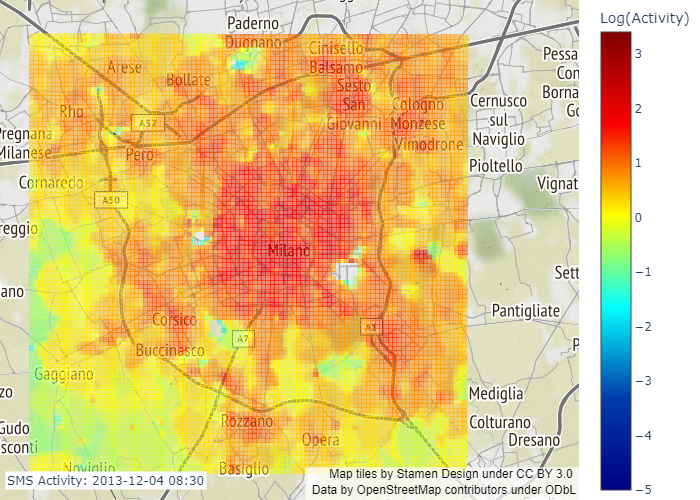 Log(Activity)
Paderno
Dugnano
Cinisello
Balsamo
Arese
Bollate
Sesto
San
Giovanni
Rho
Cologno
Monzese
Vimodrone
Cernusco
sul
Naviglio
Pessa
Con
Borna
Go
A52
Pregnana
Milanese
Pero
Pioltello
Cornaredo
A50
Vignat
reggio
Milano
Sett
ano
Pantigliate
Corsico
A7
A1
Buccinasco
P
Gaggiano
zo
Mediglia
Rozzano
Colturano
Dresano
Gudo
sconti
Opera
Noviglio
Basiglio
SMS Activity: 2013-12-04 08:30
Map tiles by Stamen Design under CC BY 3.0
Data by OpenStreetMap contributors under ODbL
3
2
1
0
−1
−2
−3
−4
−5